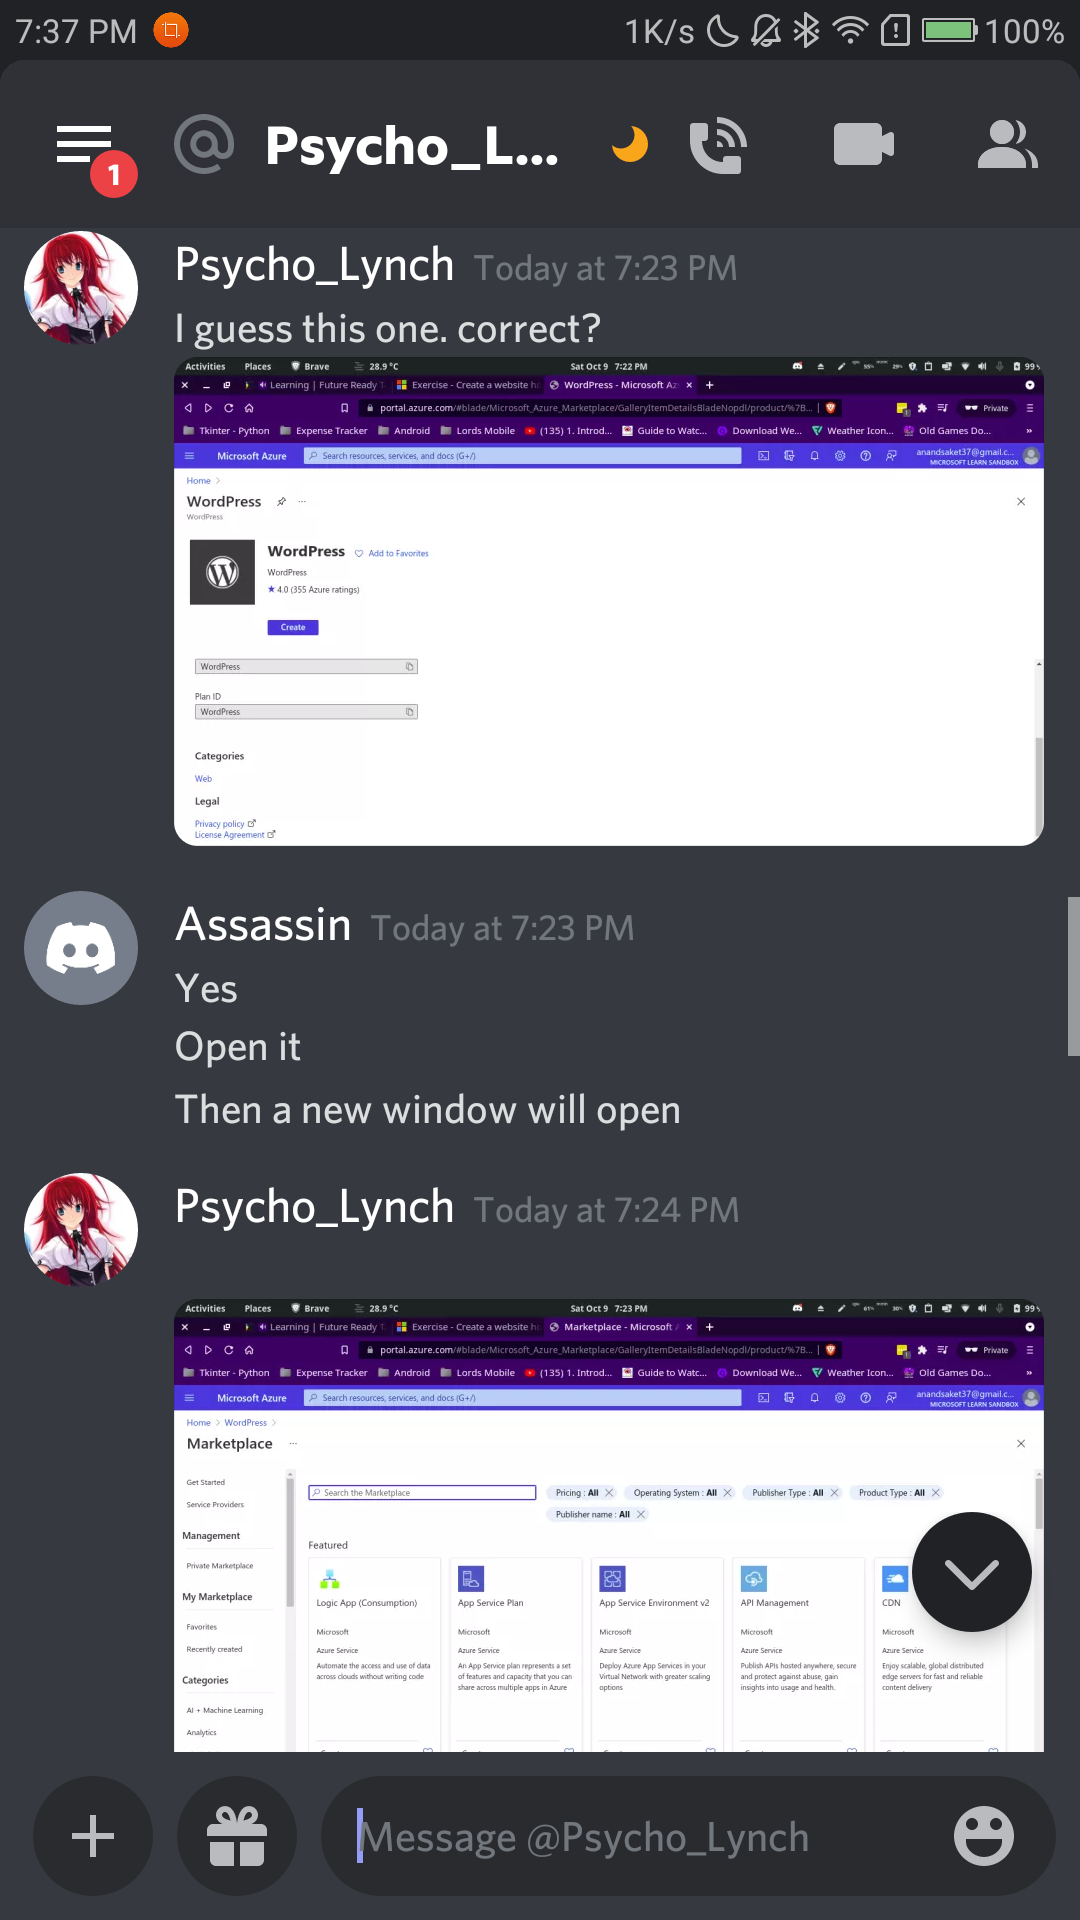 7:37 PM 1K/s 100%
1 Psycho_L...
Psycho_Lynch Today at 7:23 PM
I guess this one. correct?
Activities Places Brave 28.9 °C Sat Oct 9 7:22 PM
Learning | Future Ready T Exercise - Create a website ho WordPress - Microsoft Az
portal.azure.com/#blade/Microsoft_Azure_Marketplace/GalleryItemDetailsBladeNopdl/product/%7B... Private
Tkinter - Python Expense Tracker Android Lords Mobile (135) 1. Introd... Guide to Watc... Download We... Weather Icon... Old Games Do... »
Microsoft Azure Search resources, services, and docs (G+/) anandsaket37@gmail.c...
MICROSOFT LEARN SANDBOX
Home >
WordPress ...
WordPress
WordPress Add to Favorites
WordPress
★ 4.0 (355 Azure ratings)
Create
WordPress
Plan ID
WordPress
Categories
Web
Legal
Privacy policy
License Agreement
Assassin Today at 7:23 PM
Yes
Open it
Then a new window will open
Psycho_Lynch Today at 7:24 PM
Activities Places Brave 28.9 °C Sat Oct 9 7:23 PM
Learning | Future Ready T Exercise - Create a website ho Marketplace - Microsoft A
portal.azure.com/#blade/Microsoft_Azure_Marketplace/GalleryItemDetailsBladeNopdl/product/%7B... Private
Tkinter - Python Expense Tracker Android Lords Mobile (135) 1. Introd... Guide to Watc... Download We... Weather Icon... Old Games Do... »
Microsoft Azure Search resources, services, and docs (G+/) anandsaket37@gmail.c...
MICROSOFT LEARN SANDBOX
Home > WordPress >
Marketplace ...
Get Started
Service Providers
Management
Private Marketplace
My Marketplace
Favorites
Recently created
Categories
AI + Machine Learning
Analytics
Search the Marketplace Pricing : All Operating System : All Publisher Type : All Product Type : All
Publisher name : All
Featured
Logic App (Consumption)
Microsoft
Azure Service
Automate the access and use of data
across clouds without writing code
App Service Plan
Microsoft
Azure Service
An App Service plan represents a set
of features and capacity that you can
share across multiple apps in Azure
App Service Environment v2
Microsoft
Azure Service
Deploy Azure App Services in your
Virtual Network with greater scaling
options
API Management
Microsoft
Azure Service
Publish APIs hosted anywhere, secure
and protect against abuse, gain
insights into usage and health.
CDN
Microsoft
Azure Service
Enjoy scalable, global distributed
edge servers for fast and reliable
content delivery
Message @Psycho_Lynch